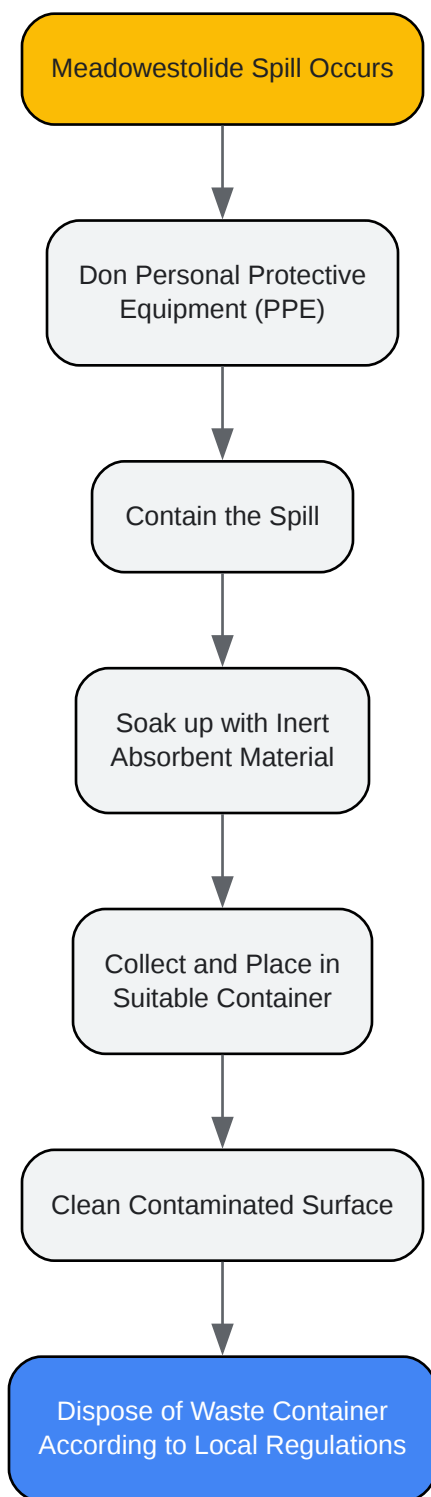 Meadowestolide Spill Occurs
Don Personal Protective
Equipment (PPE)
Contain the Spill
Soak up with Inert
Absorbent Material
Collect and Place in
Suitable Container
Clean Contaminated Surface
Dispose of Waste Container
According to Local Regulations